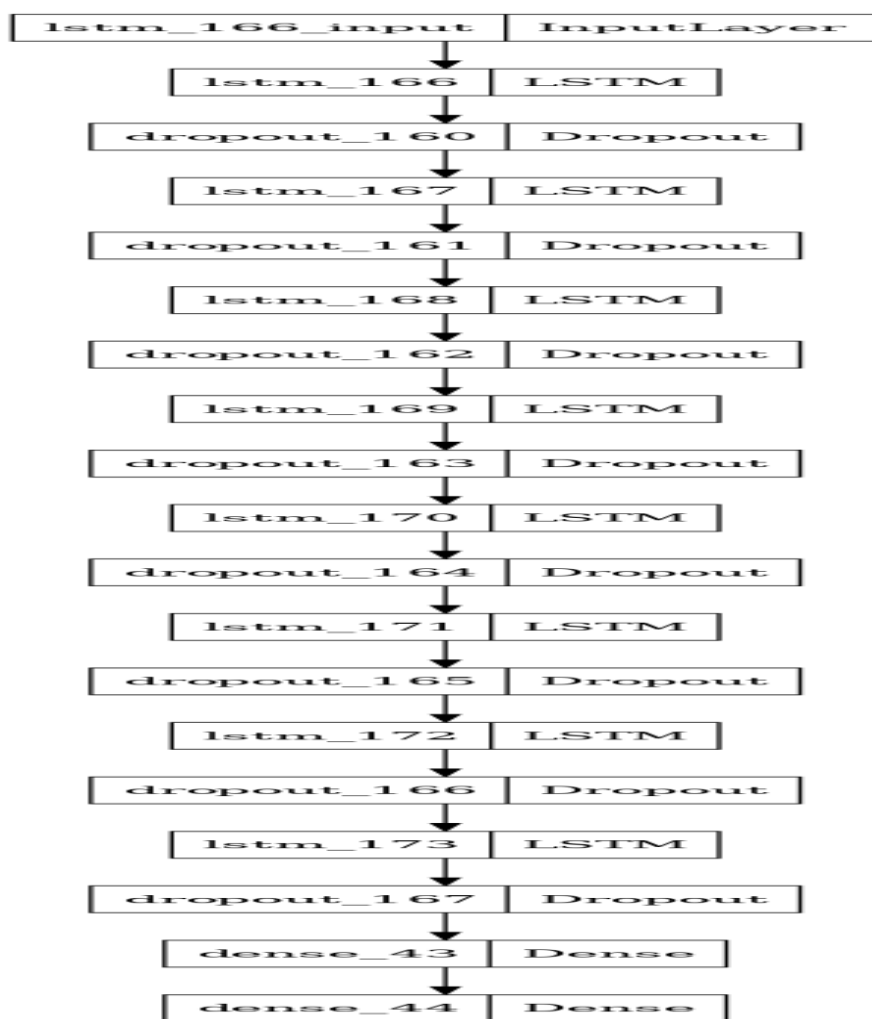 lstm_166_input InputLayer
lstm_166 LSTM
dropout_160 Dropout
lstm_167 LSTM
dropout_161 Dropout
lstm_168 LSTM
dropout_162 Dropout
lstm_169 LSTM
dropout_163 Dropout
lstm_170 LSTM
dropout_164 Dropout
lstm_171 LSTM
dropout_165 Dropout
lstm_172 LSTM
dropout_166 Dropout
lstm_173 LSTM
dropout_167 Dropout
dense_43 Dense
dense_44 Dense